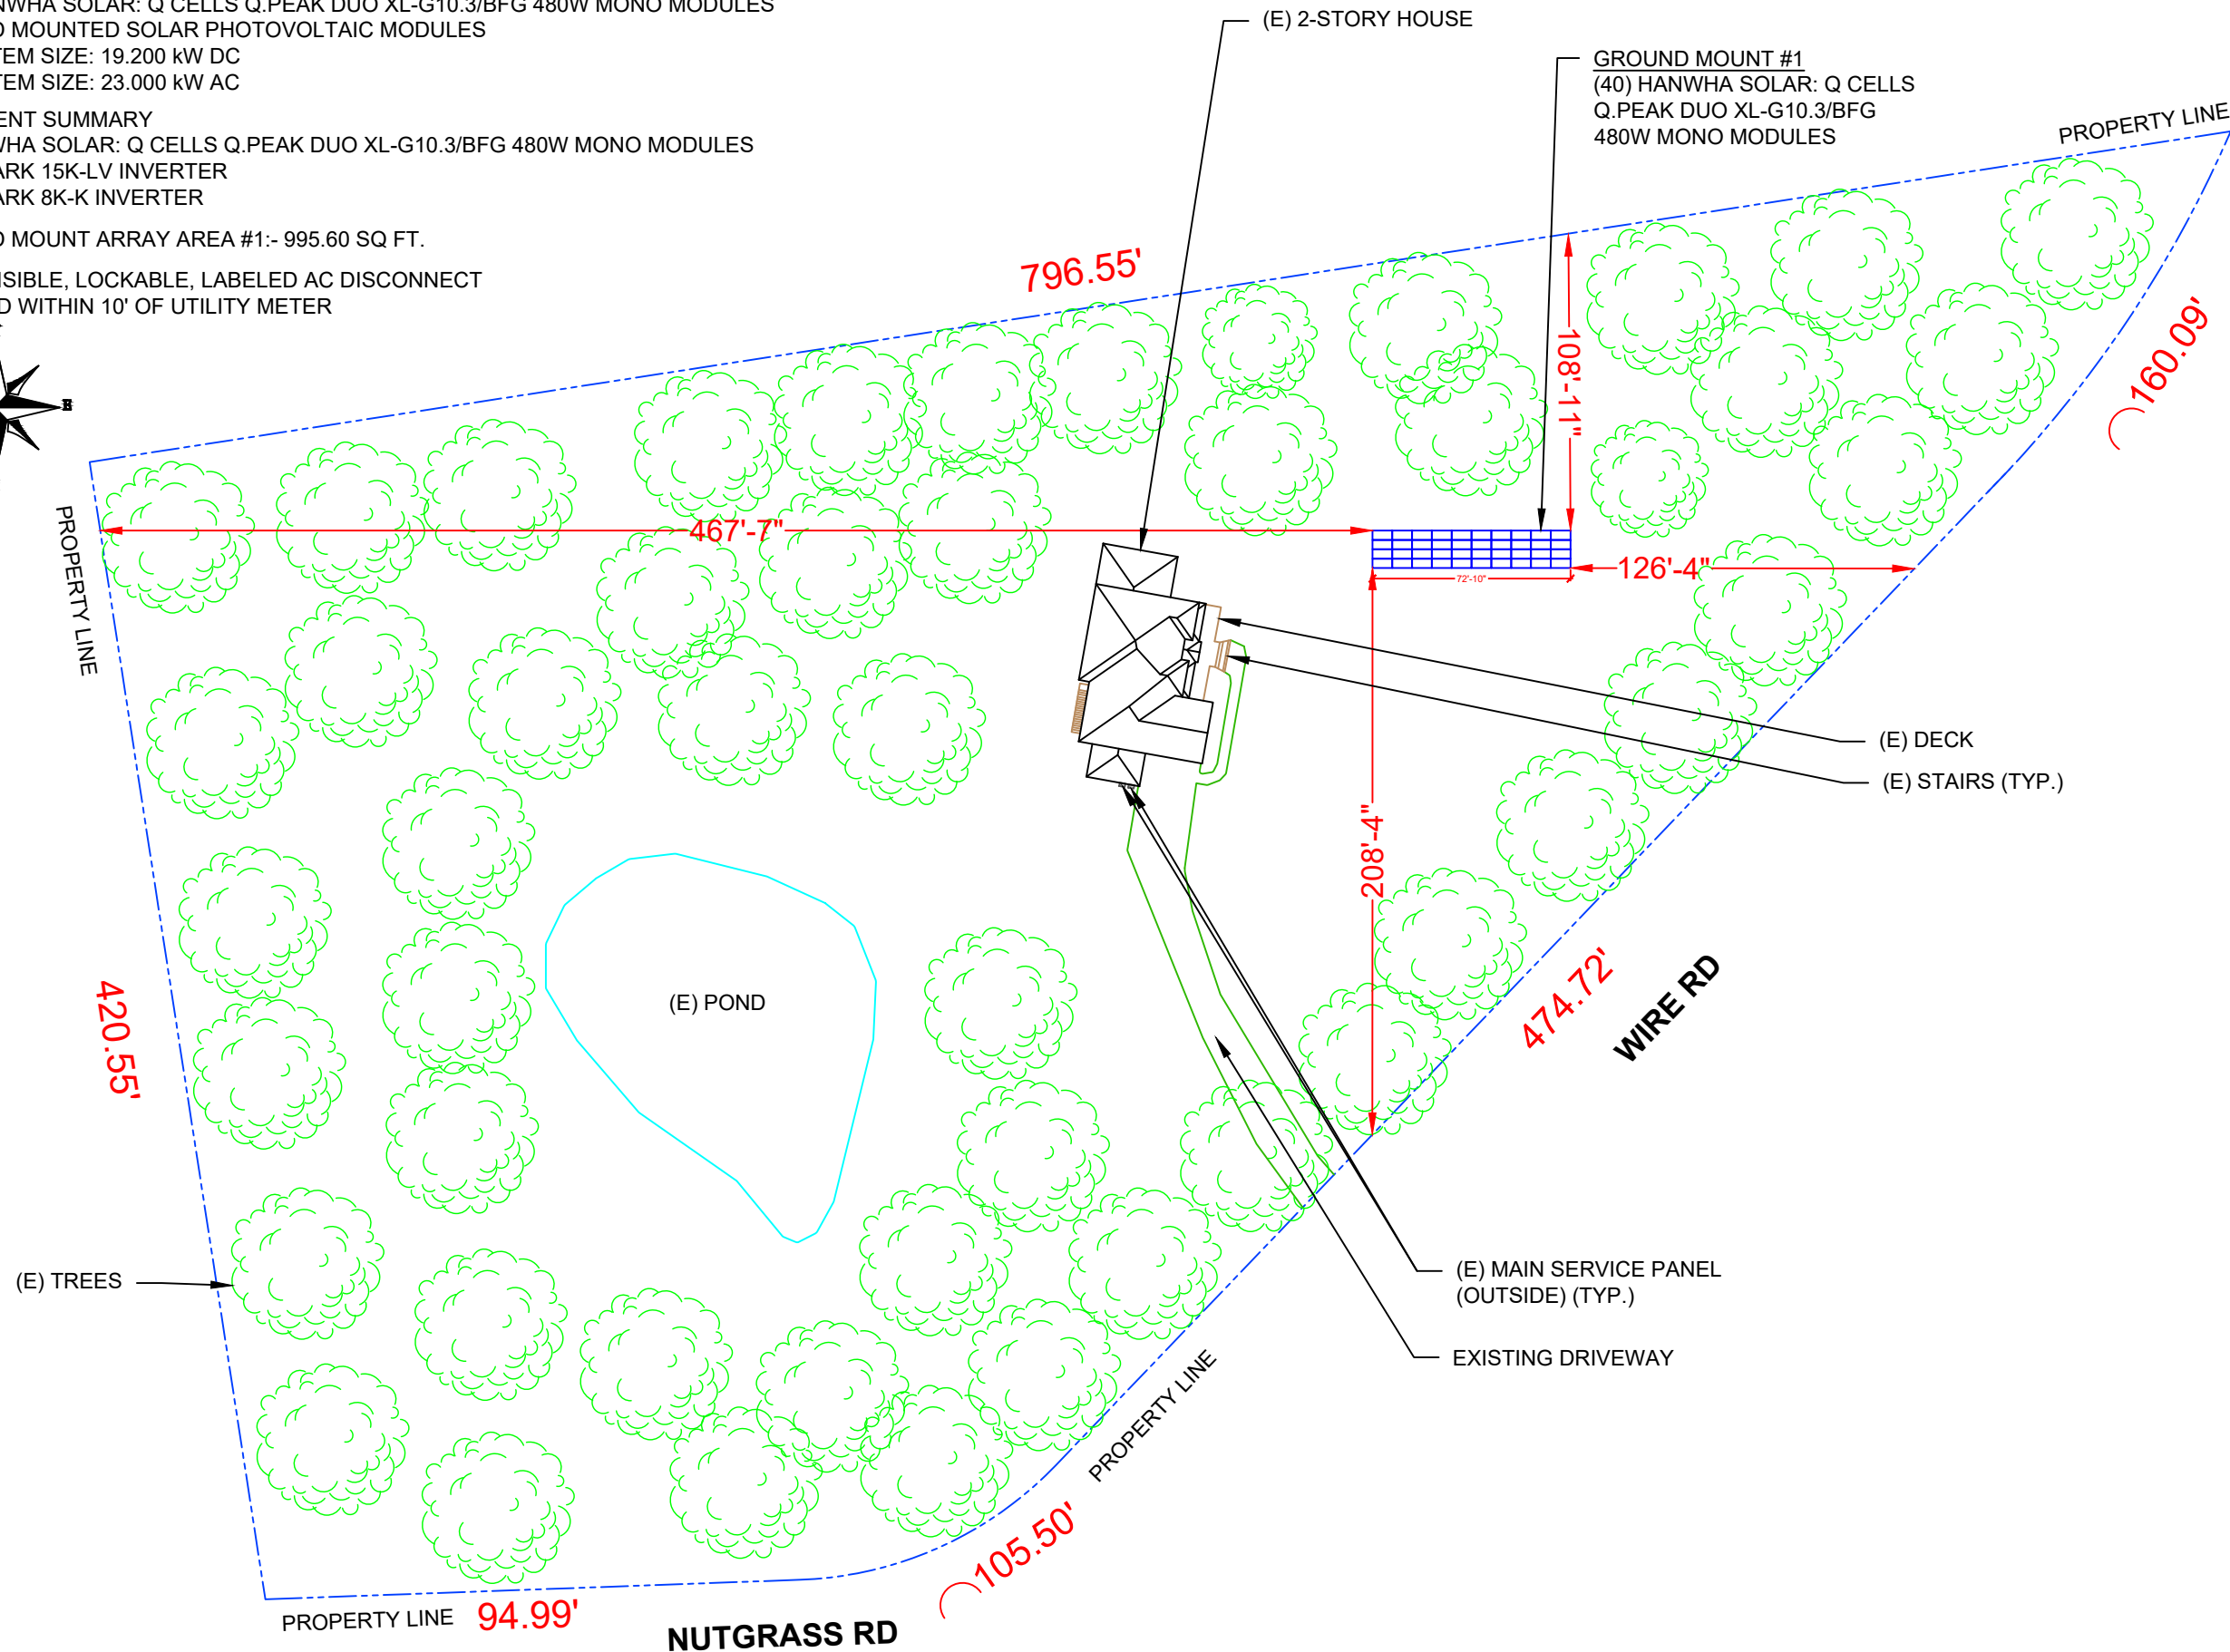 NWHA SOLAR: Q CELLS Q.PEAK DUO XL-G10.3/BFG 480W MONO MODULES
D MOUNTED SOLAR PHOTOVOLTAIC MODULES
TEM SIZE: 19.200 kW DC
TEM SIZE: 23.000 kW AC
ENT SUMMARY
WHA SOLAR: Q CELLS Q.PEAK DUO XL-G10.3/BFG 480W MONO MODULES
ARK 15K-LV INVERTER
ARK 8K-K INVERTER
D MOUNT ARRAY AREA #1:- 995.60 SQ FT.
ISIBLE, LOCKABLE, LABELED AC DISCONNECT
D WITHIN 10' OF UTILITY METER
(E) 2-STORY HOUSE
GROUND MOUNT #1
(40) HANWHA SOLAR: Q CELLS
Q.PEAK DUO XL-G10.3/BFG
480W MONO MODULES
PROPERTY LINE
796.55'
108'-11"
160.09'
467'-7"
PROPERTY LINE
126'-4"
72'-10"
(E) DECK
(E) STAIRS (TYP.)
208'-4"
420.55'
(E) POND
474.72'
WIRE RD
(E) TREES
(E) MAIN SERVICE PANEL
(OUTSIDE) (TYP.)
EXISTING DRIVEWAY
PROPERTY LINE
105.50'
PROPERTY LINE
94.99'
NUTGRASS RD